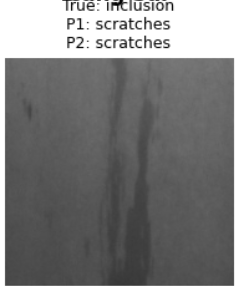 True: inclusion
P1: scratches
P2: scratches